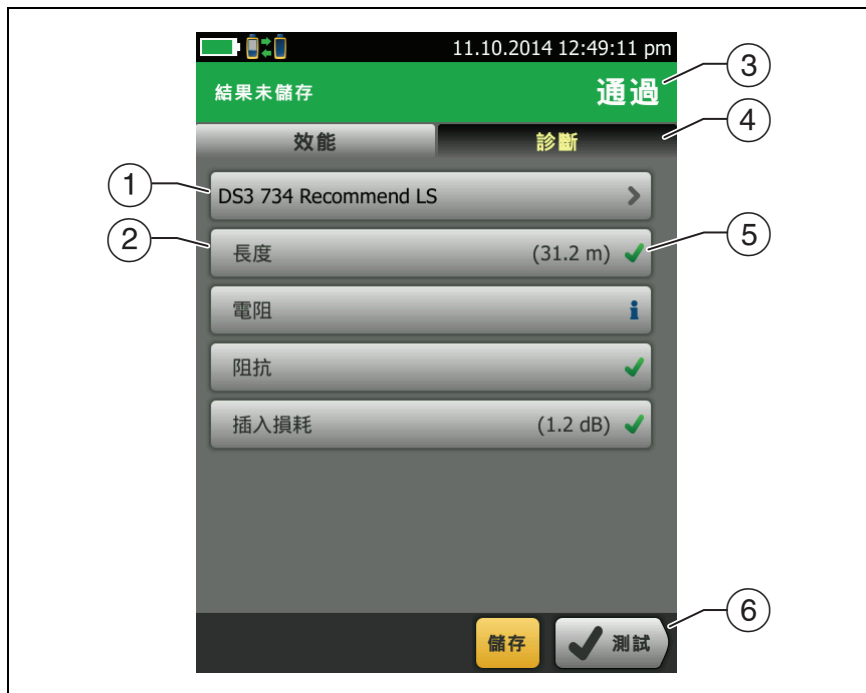 11.10.2014 12:49:11 pm
結果未儲存 通過
效能 診斷
DS3 734 Recommend LS
長度 (31.2 m)
電阻
阻抗
插入損耗 (1.2 dB)
儲存 測試
1
2
3
4
5
6